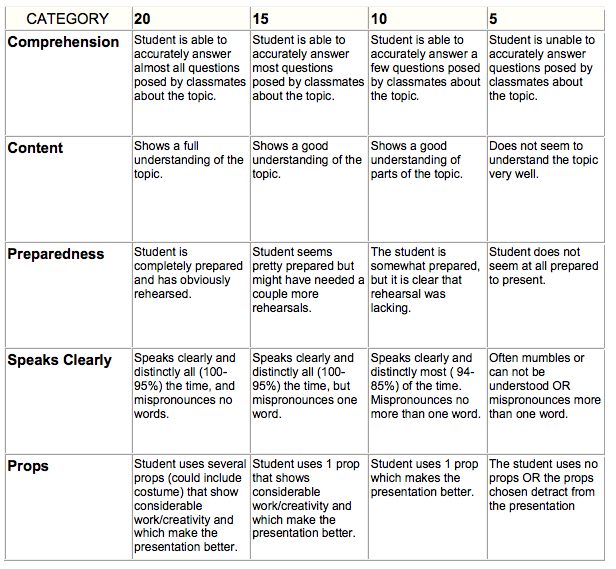 CATEGORY 20 15 10 5
Comprehension
Student is able to
accurately answer
almost all questions
posed by classmates
about the topic.
Student is able to
accurately answer
most questions
posed by classmates
about the topic.
Student is able to
accurately answer a
few questions posed
by classmates about
the topic.
Student is unable to
accurately answer
questions posed by
classmates about
the topic.
Content
Shows a full
understanding of the
topic.
Shows a good
understanding of the
topic.
Shows a good
understanding of
parts of the topic.
Does not seem to
understand the topic
very well.
Preparedness
Student is
completely prepared
and has obviously
rehearsed.
Student seems
pretty prepared but
might have needed a
couple more
rehearsals.
The student is
somewhat prepared,
but it is clear that
rehearsal was
lacking.
Student does not
seem at all prepared
to present.
Speaks Clearly
Speaks clearly and
distinctly all (100-
95%) the time, and
mispronounces no
words.
Speaks clearly and
distinctly all (100-
95%) the time, but
mispronounces one
word.
Speaks clearly and
distinctly most ( 94-
85%) of the time.
Mispronounces no
more than one word.
Often mumbles or
can not be
understood OR
mispronounces more
than one word.
Props
Student uses several
props (could include
costume) that show
considerable
work/creativity and
which make the
presentation better.
Student uses 1 prop
that shows
considerable
work/creativity and
which make the
presentation better.
Student uses 1 prop
which makes the
presentation better.
The student uses no
props OR the props
chosen detract from
the presentation